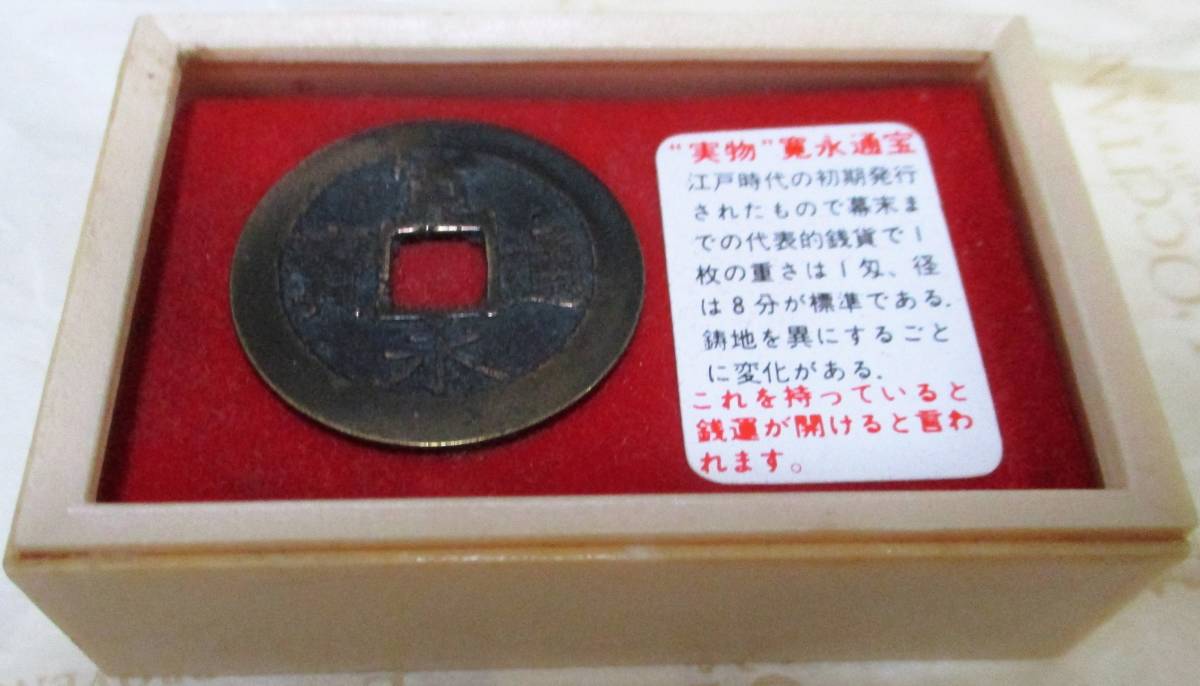 “実物”寛永通宝
江戸時代の初期発行
されたもので幕末ま
での代表的銭貨で1
枚の重さは1匁、径
は8分が標準である.
鋳地を異にするごと
に変化がある.
これを持っていると
銭運が開けると言わ
れます。
永